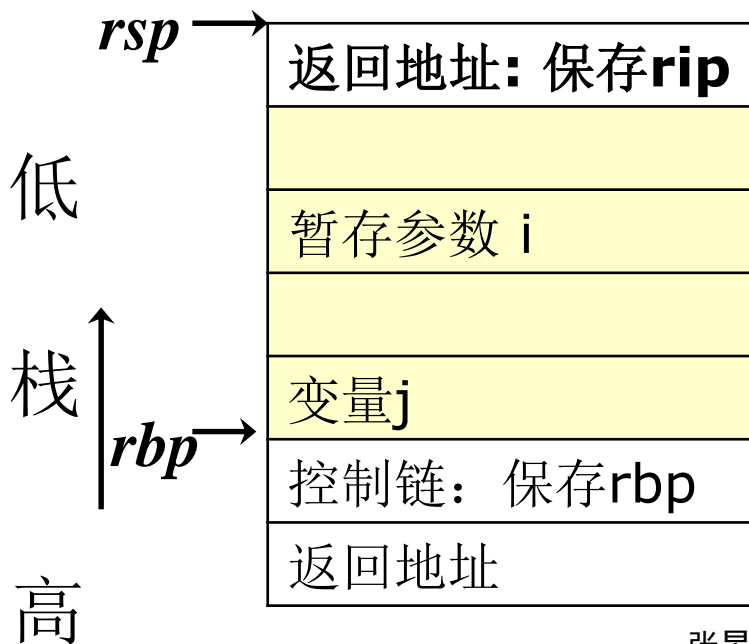 rsp
返回地址: 保存rip
低
暂存参数 i
栈
变量j
rbp
控制链：保存rbp
返回地址
高